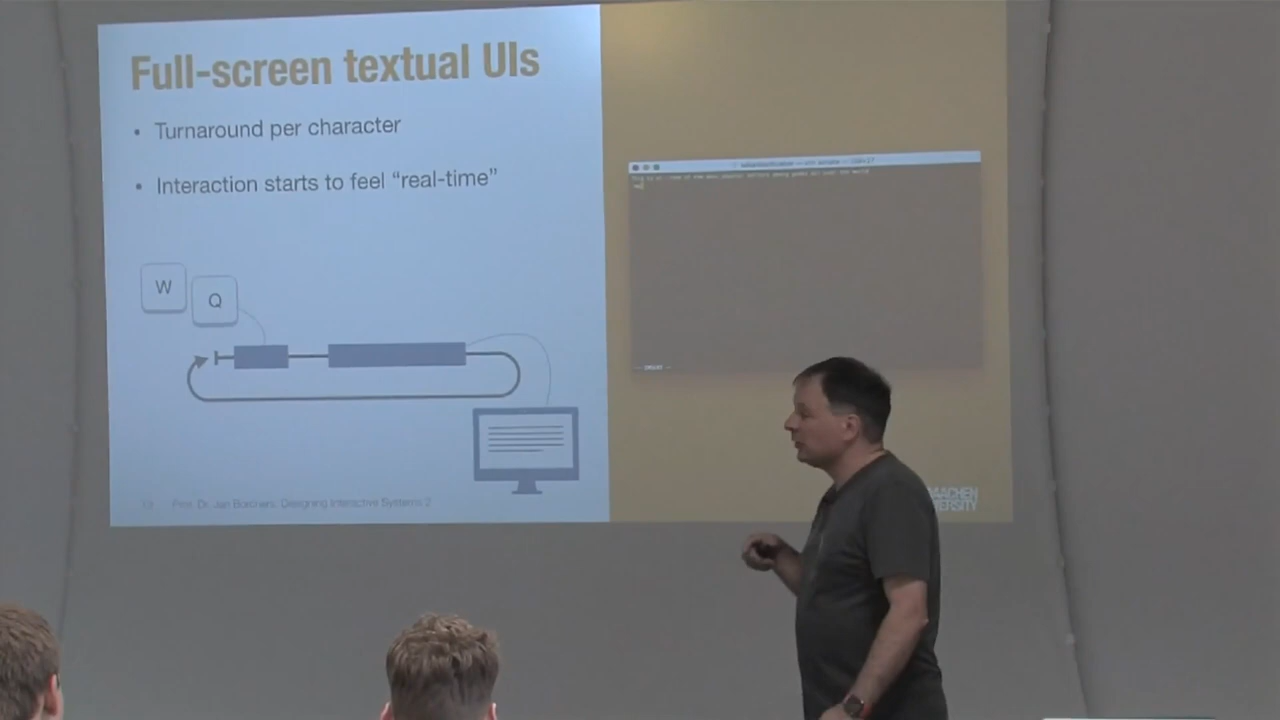 Full-screen textual UIs
• Turnaround per character
• Interaction starts to feel “real-time”
W
Q
Prof. Dr. Jan Borchers: Designing Interactive Systems 2
AACHEN
ERSITY